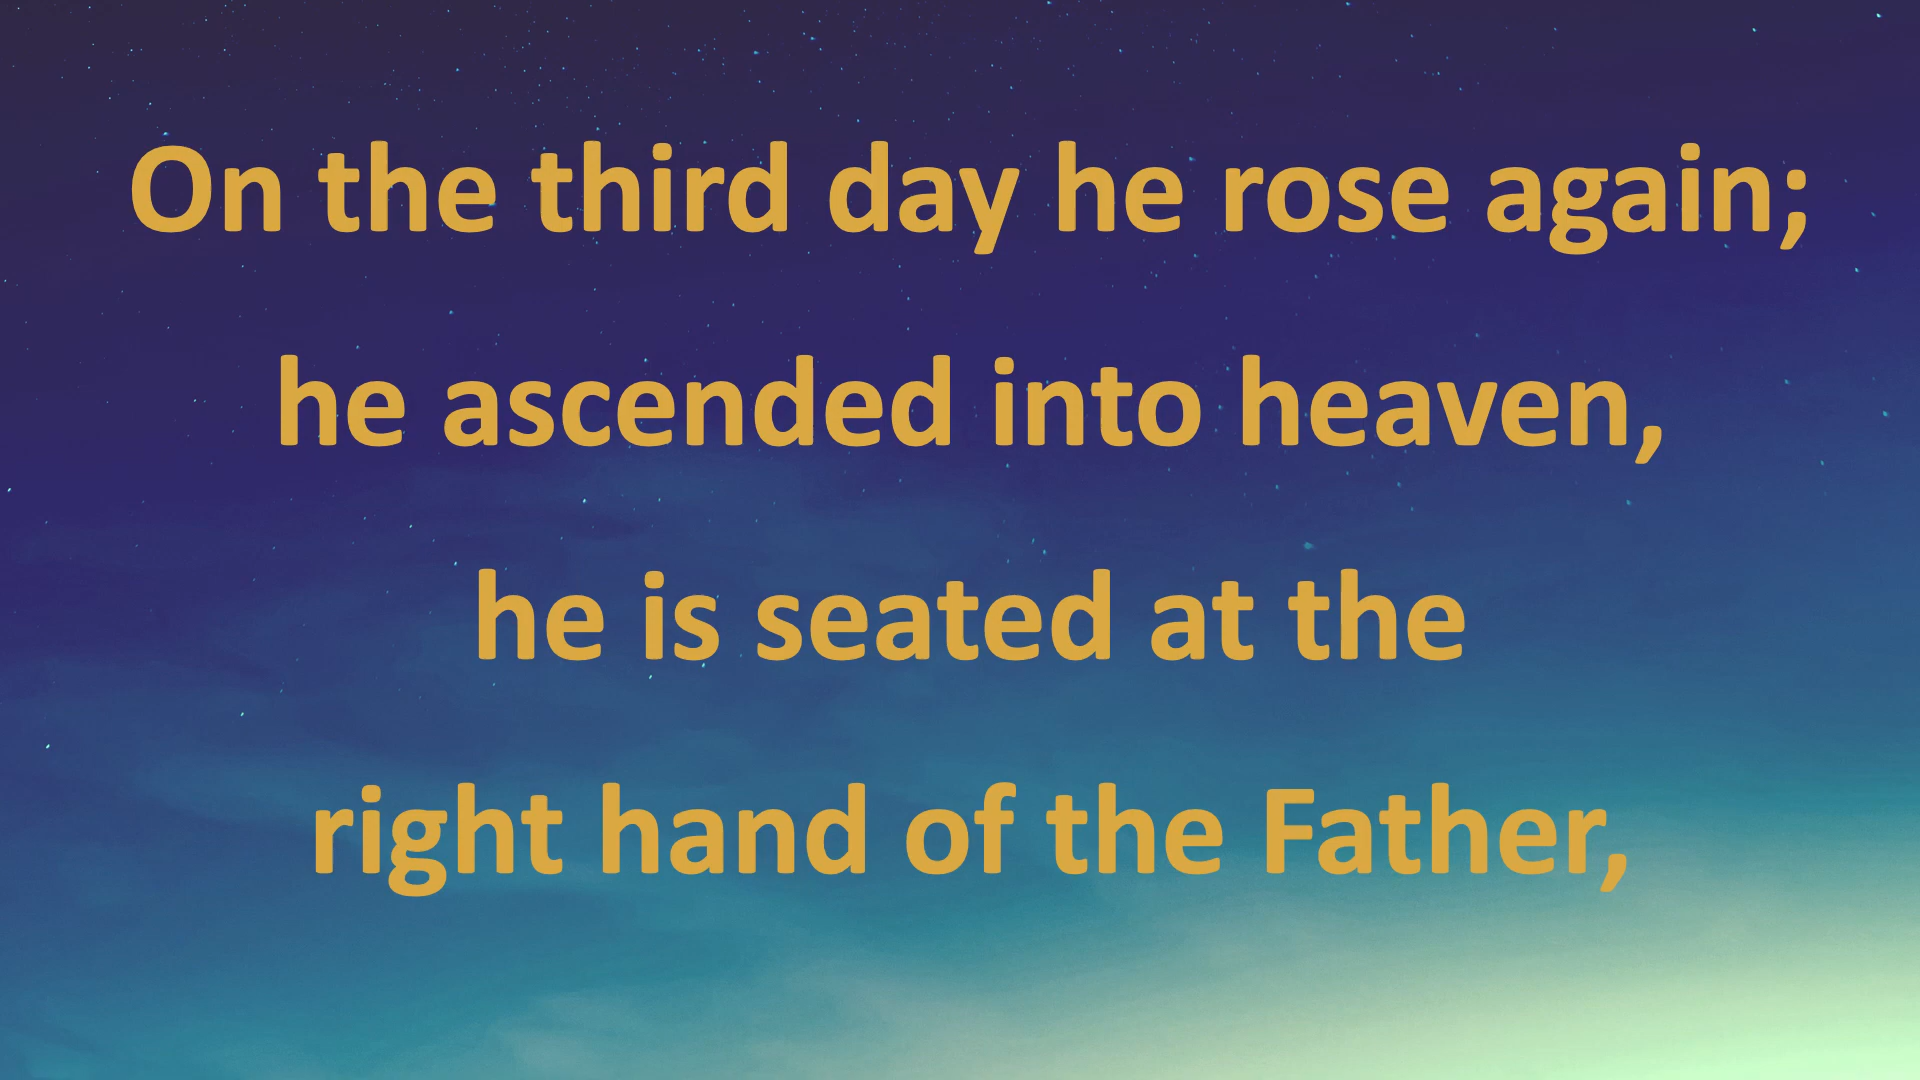 On the third day he rose again;
he ascended into heaven,
he is seated at the
right hand of the Father,